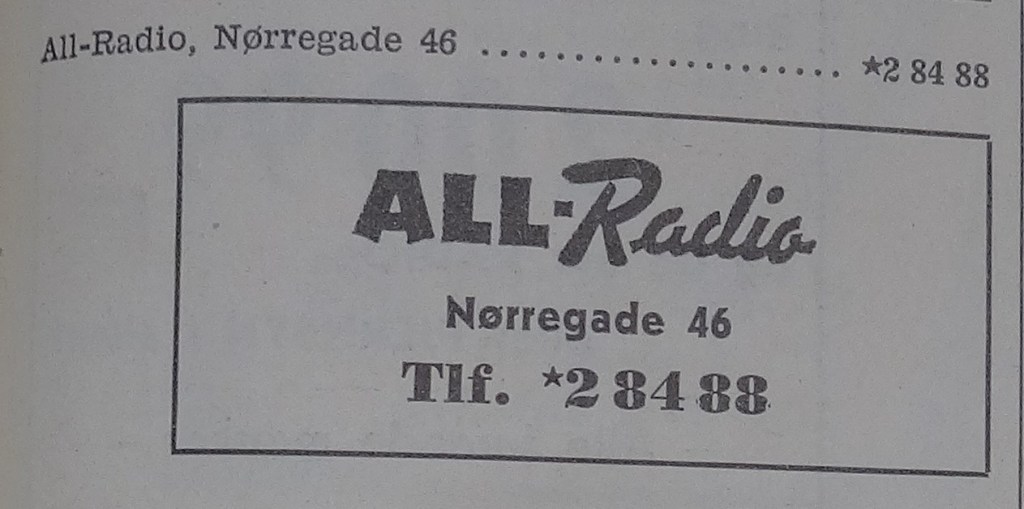 All-Radio, Nørregade 46 ........................ *2 84 88
ALL-Radio
Nørregade 46
Tlf. *2 84 88